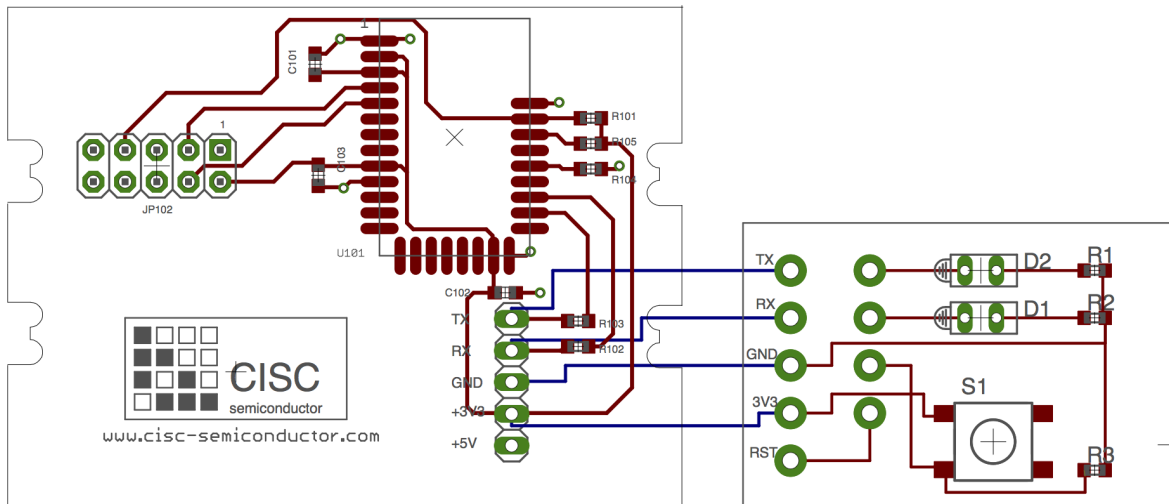 1
C101
R101
1
R105
C103
R104
JP102
U101
TX
D2
R1
C102
RX
D1
R2
TX
R103
RX
R102
GND
GND
CISC
semiconductor
3V3
S1
+3V3
www.cisc-semiconductor.com
+5V
RST
R3